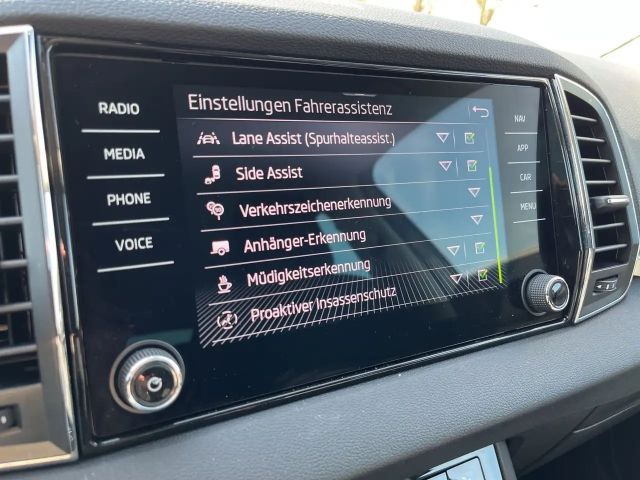 RADIO
MEDIA
PHONE
VOICE
Einstellungen Fahrerassistenz
Lane Assist (Spurhalteassist.)
Side Assist
Verkehrszeichenerkennung
Anhänger-Erkennung
Müdigkeitserkennung
Proaktiver Insassenschutz
NAV
APP
CAR
MENU